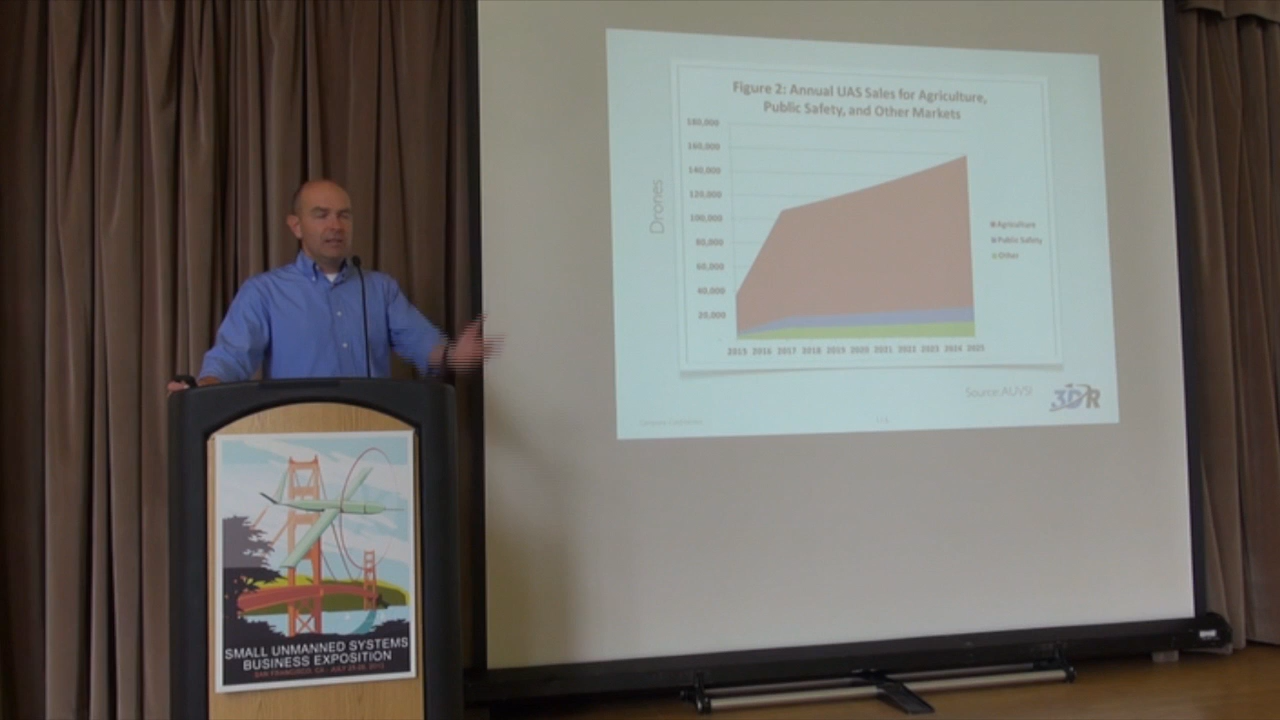 Figure 2: Annual UAS Sales for Agriculture,
Public Safety, and Other Markets
180,000
160,000
140,000
120,000
100,000
80,000
60,000
40,000
20,000
Drones
Agriculture
Public Safety
Other
2015 2016 2017 2018 2019 2020 2021 2022 2023 2024 2025
Source: AUVSI
3DR
SMALL UNMANNED SYSTEMS
BUSINESS EXPOSITION